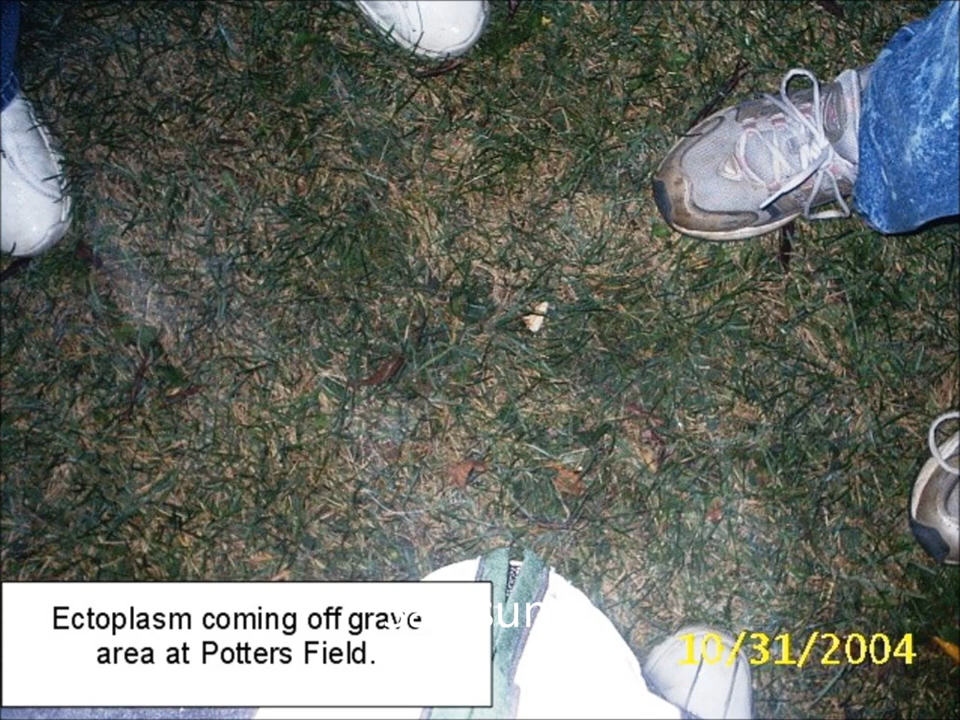 Ectoplasm coming off grave
area at Potters Field.
10/31/2004